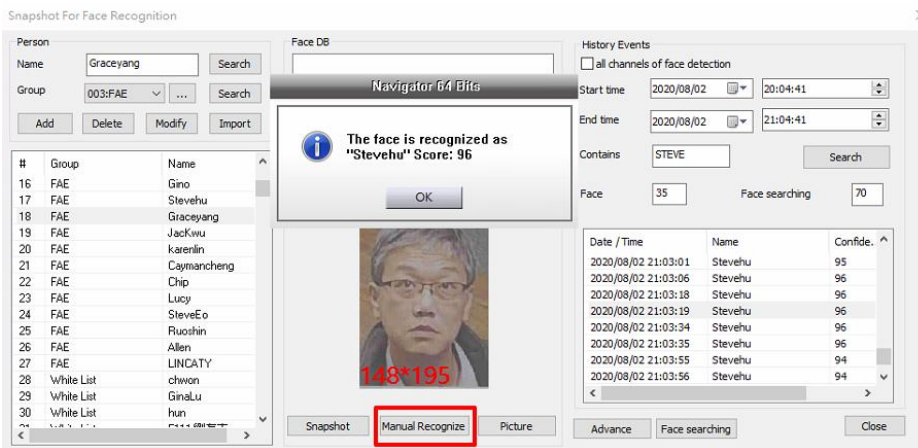 Snapshot For Face Recognition
Person
Name Graceyang Search
Group 003:FAE ... Search
Add Delete Modify Import
# Group Name
16 FAE Gino
17 FAE Stevehu
18 FAE Graceyang
19 FAE JacKwu
20 FAE karenlin
21 FAE Caymancheng
22 FAE Chip
23 FAE Lucy
24 FAE SteveEo
25 FAE Ruoshin
26 FAE Allen
27 FAE LINCATY
28 White List chwon
29 White List GinaLu
30 White List hun
Face DB
Navigator 64 Bits
The face is recognized as
"Stevehu" Score: 96
OK
148*195
Snapshot Manual Recognize Picture
History Events
all channels of face detection
Start time 2020/08/02 20:04:41
End time 2020/08/02 21:04:41
Contains STEVE Search
Face 35 Face searching 70
Date / Time Name Confide.
2020/08/02 21:03:01 Stevehu 95
2020/08/02 21:03:06 Stevehu 96
2020/08/02 21:03:18 Stevehu 96
2020/08/02 21:03:19 Stevehu 96
2020/08/02 21:03:34 Stevehu 96
2020/08/02 21:03:35 Stevehu 96
2020/08/02 21:03:55 Stevehu 94
2020/08/02 21:03:56 Stevehu 94
Advance Face searching Close